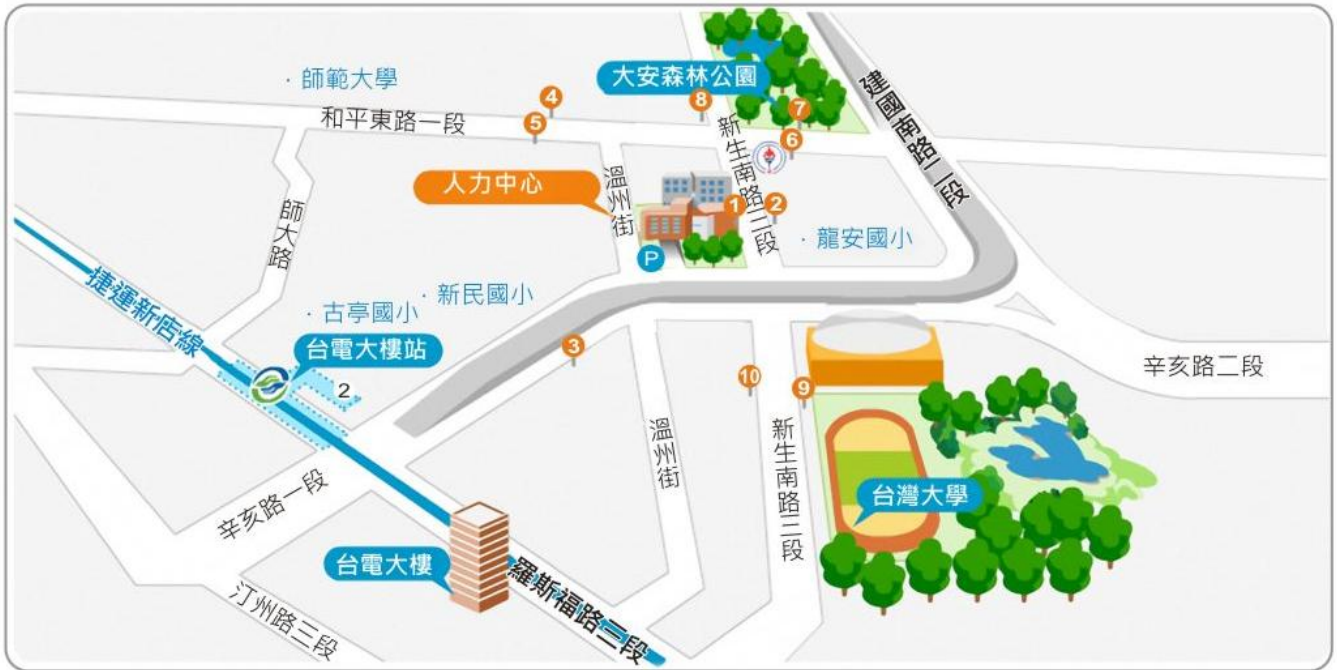 · 師範大學
大安森林公園
建國南路二段
和平東路一段
4
5
8
7
6
新生南路三段
人力中心
溫州街
1
2
· 龍安國小
師大路
P
捷運新店線
· 古亭國小
· 新民國小
台電大樓站
2
3
辛亥路二段
10
9
溫州街
新生南路三段
台灣大學
辛亥路一段
台電大樓
羅斯福路三段
汀州路三段